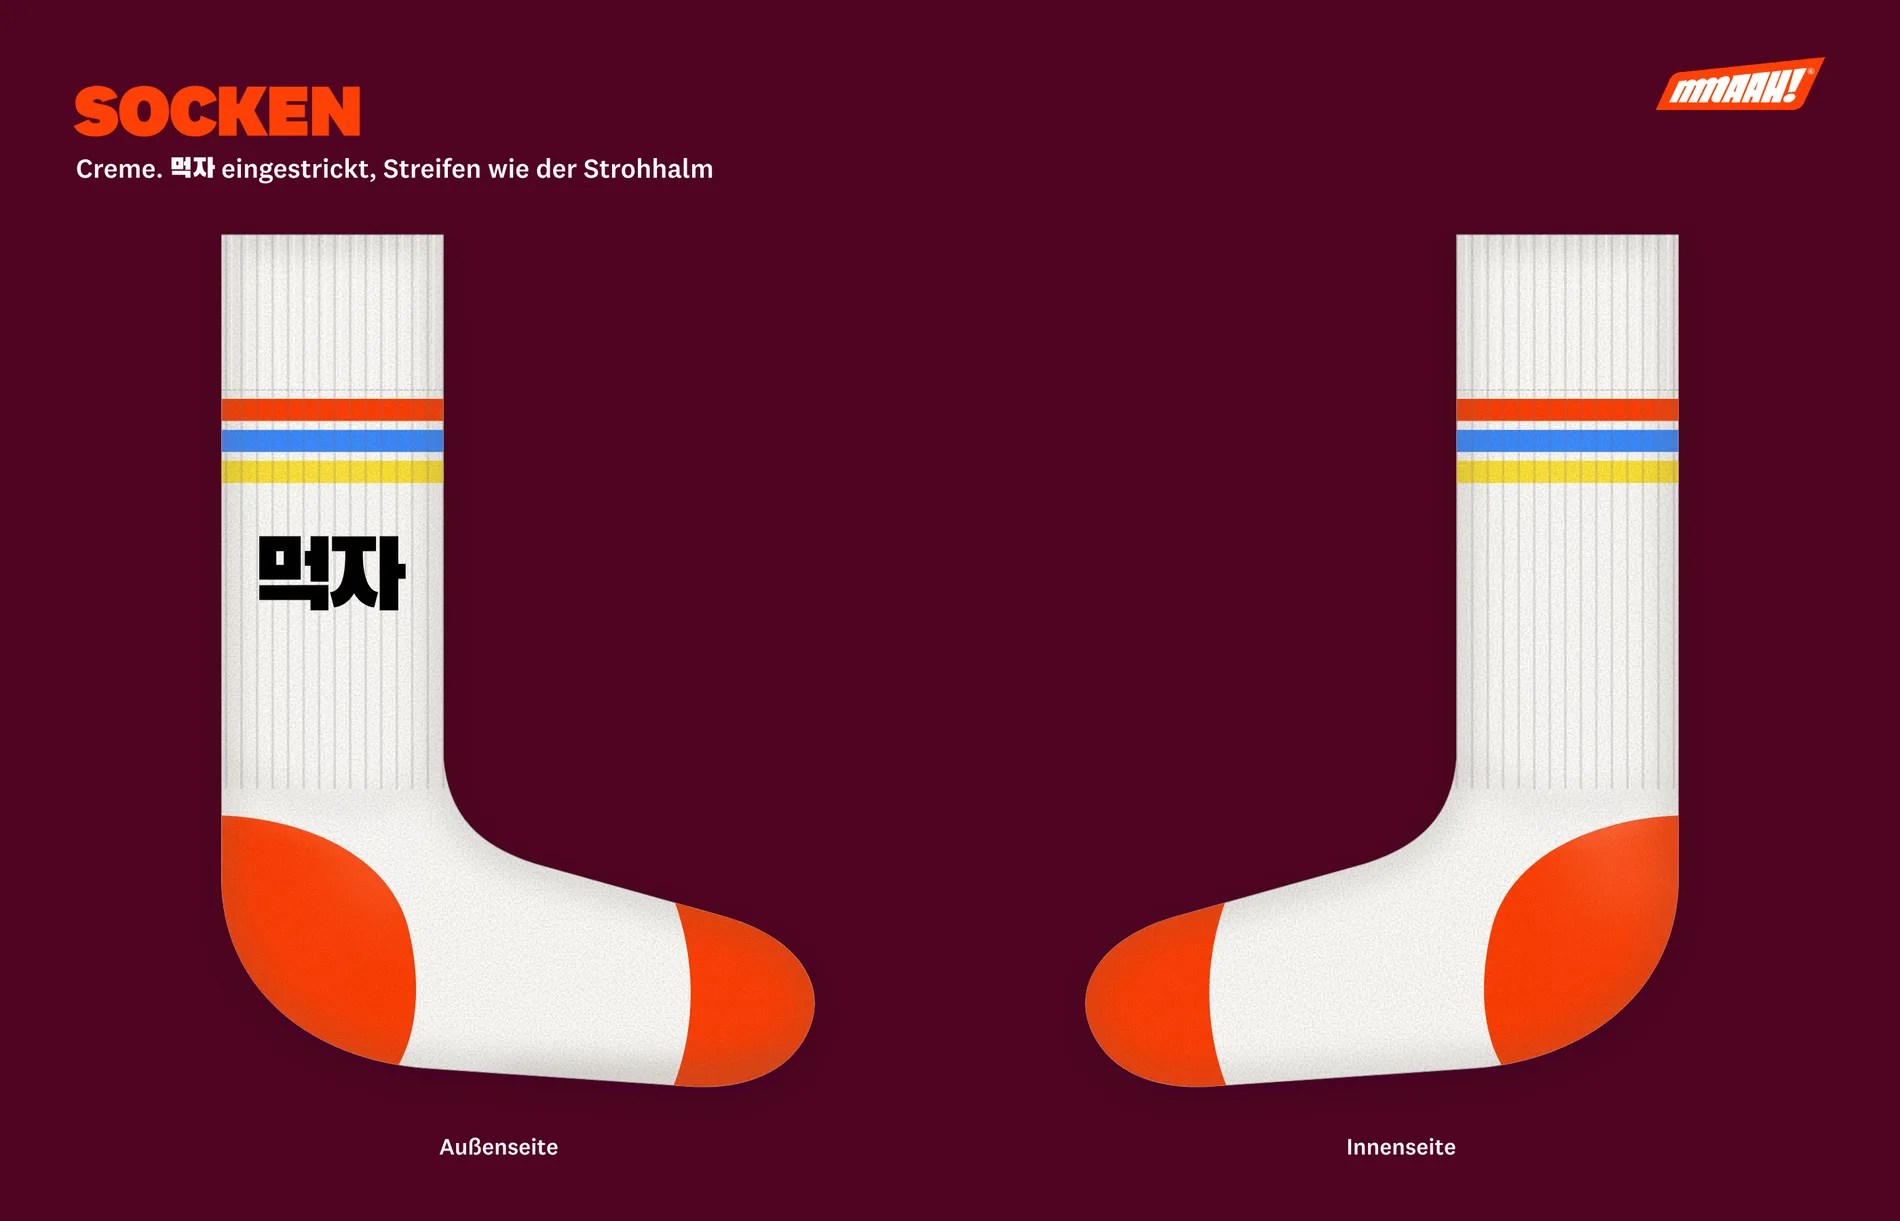 SOCKEN
mmAAH!
Creme. 먹자 eingestrickt, Streifen wie der Strohhalm
먹자
Außenseite
Innenseite